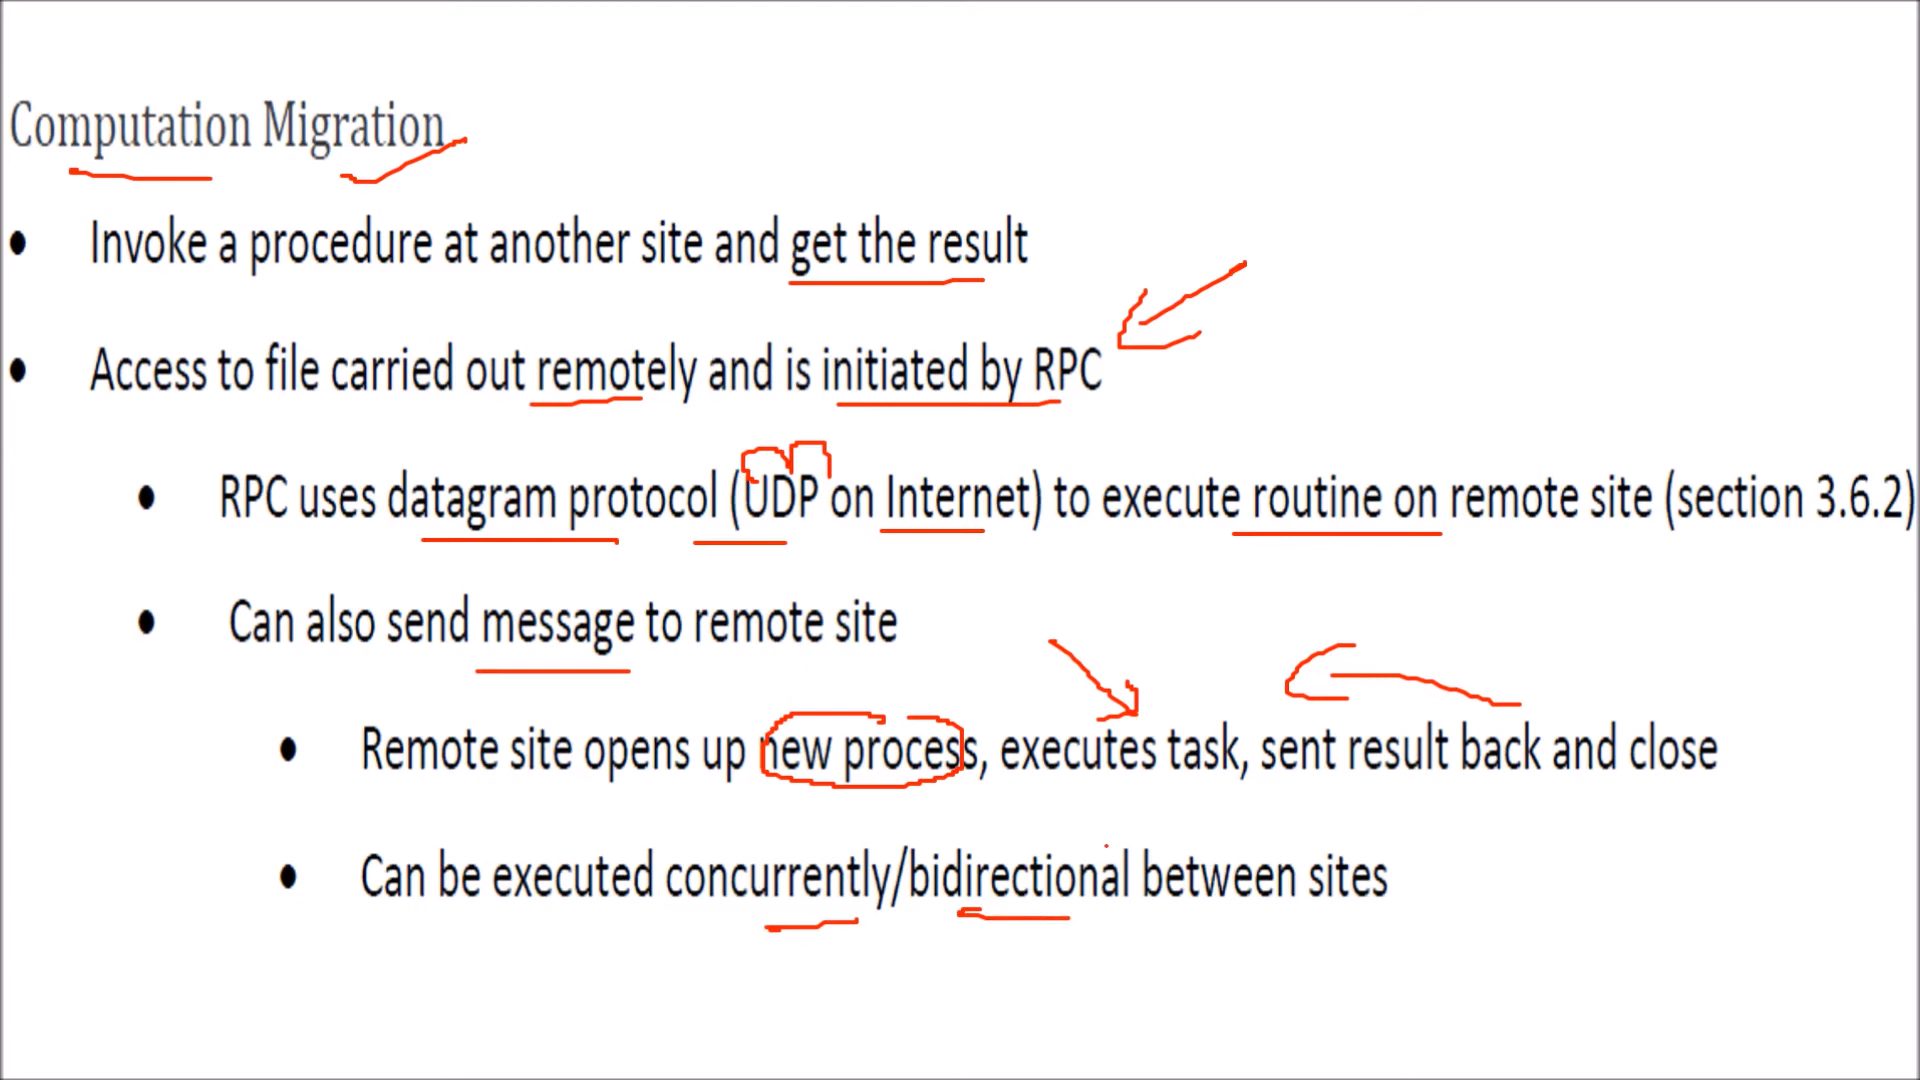 Computation Migration
• Invoke a procedure at another site and get the result
• Access to file carried out remotely and is initiated by RPC
• RPC uses datagram protocol (UDP on Internet) to execute routine on remote site (section 3.6.2)
• Can also send message to remote site
• Remote site opens up new process, executes task, sent result back and close
• Can be executed concurrently/bidirectional between sites